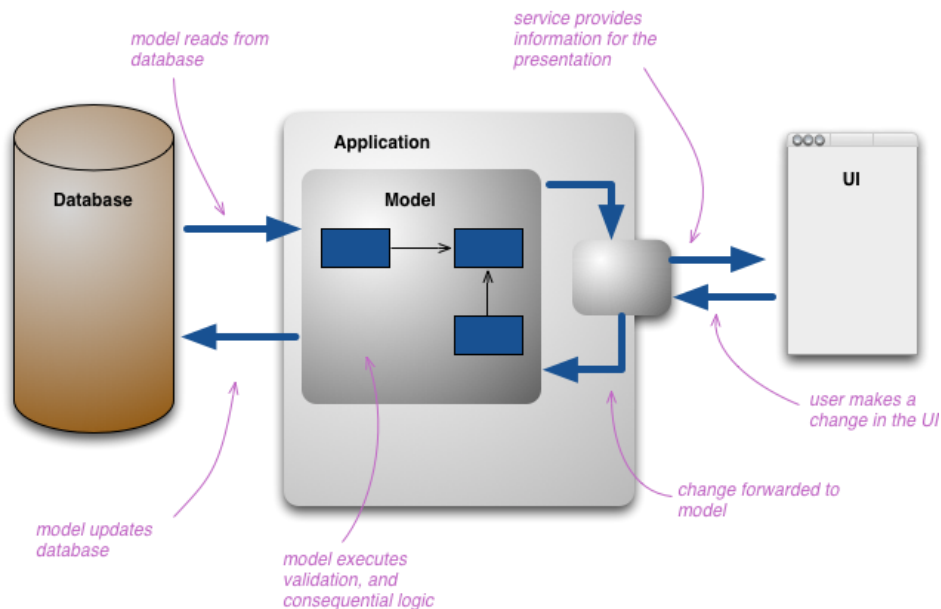 service provides
information for the
presentation
model reads from
database
Application
Database
Model
UI
user makes a
change in the UI
change forwarded to
model
model updates
database
model executes
validation, and
consequential logic